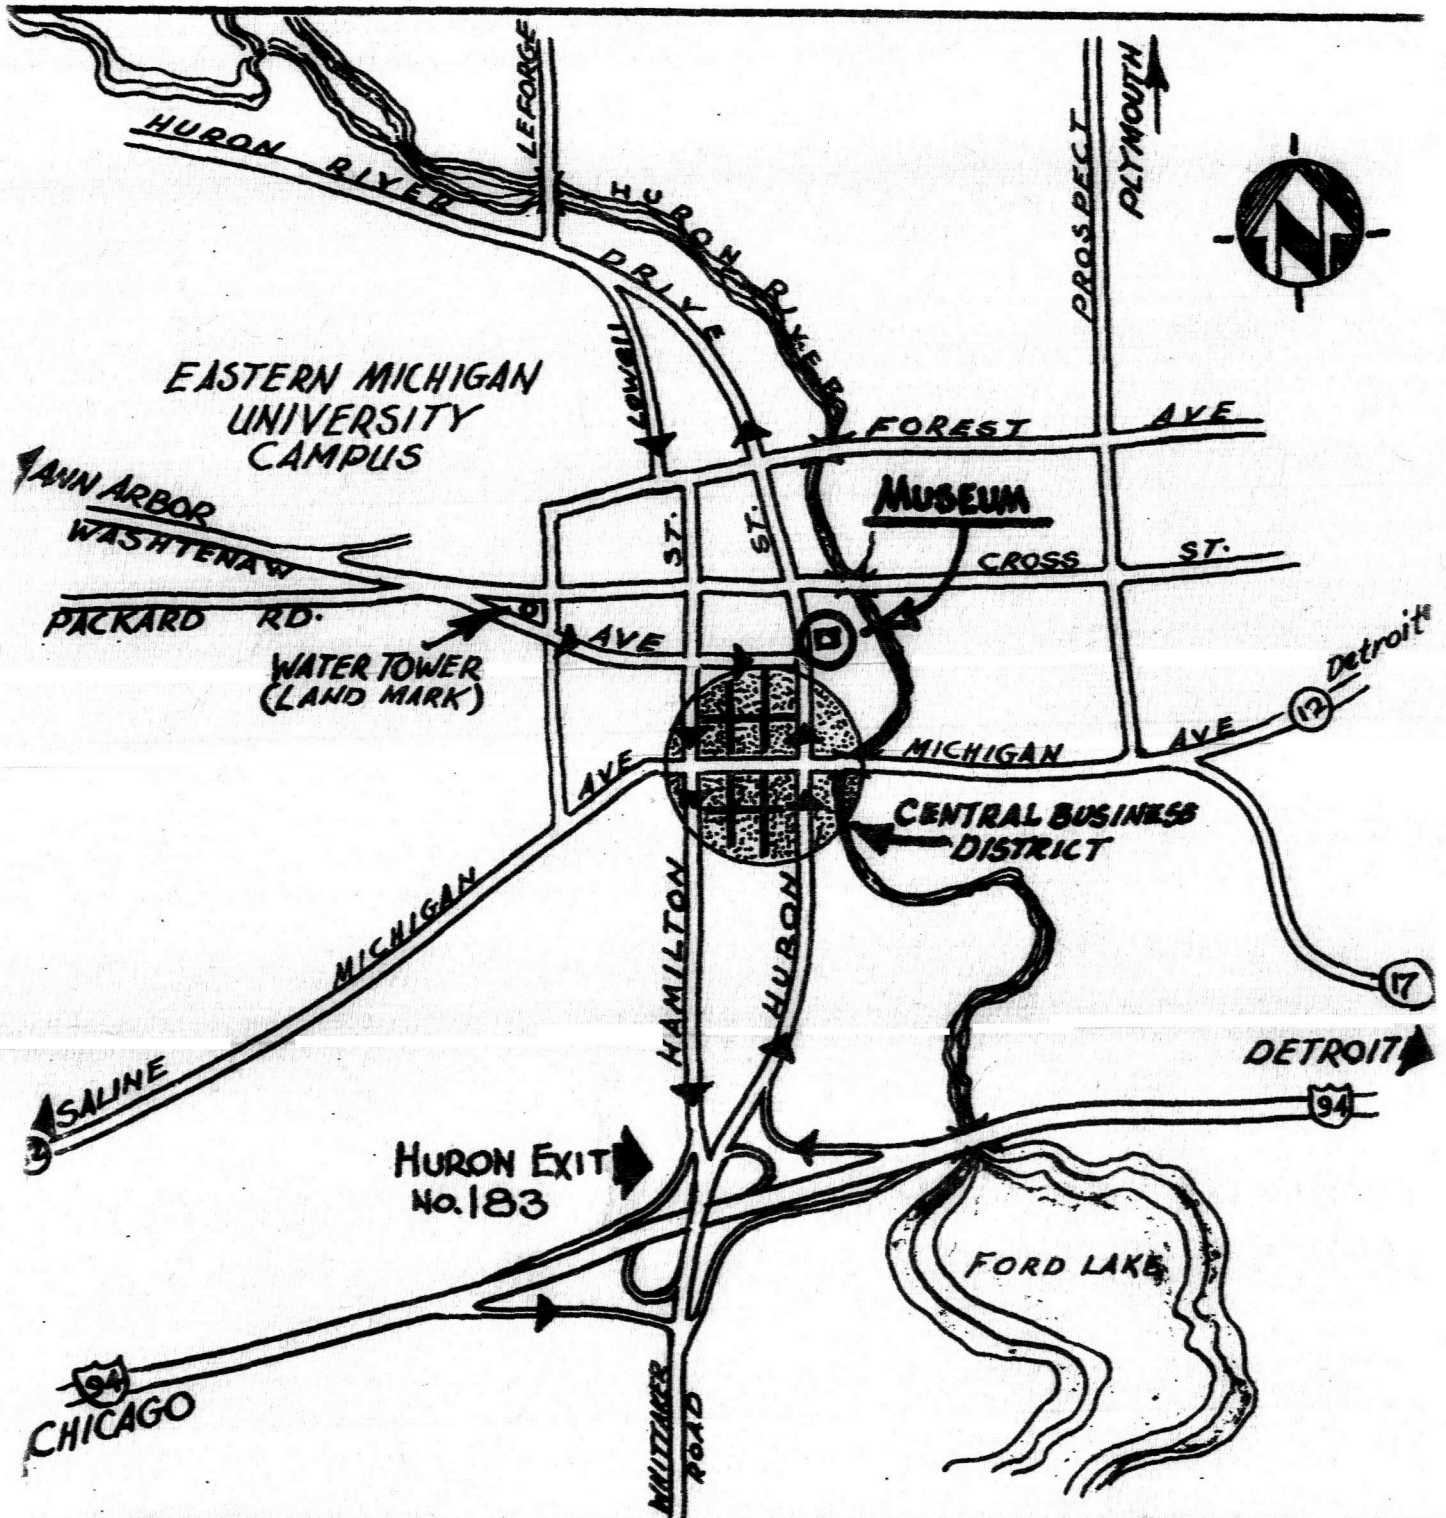 LEFORGE
PLYMOUTH
PROSPECT
HURON RIVER DRIVE
HURON RIVER
N
LOWELL
EASTERN MICHIGAN
UNIVERSITY
CAMPUS
FOREST AVE
ANN ARBOR
WASHTENAW
AVE
MUSEUM
ST.
ST.
CROSS ST.
PACKARD RD.
WATER TOWER
(LAND MARK)
Detroit
12
MICHIGAN AVE
AVE
CENTRAL BUSINESS
DISTRICT
MICHIGAN
HAMILTON
HURON
17
DETROIT
SALINE
94
HURON EXIT
NO. 183
FORD LAKE
94
CHICAGO
WHITTAKER
ROAD